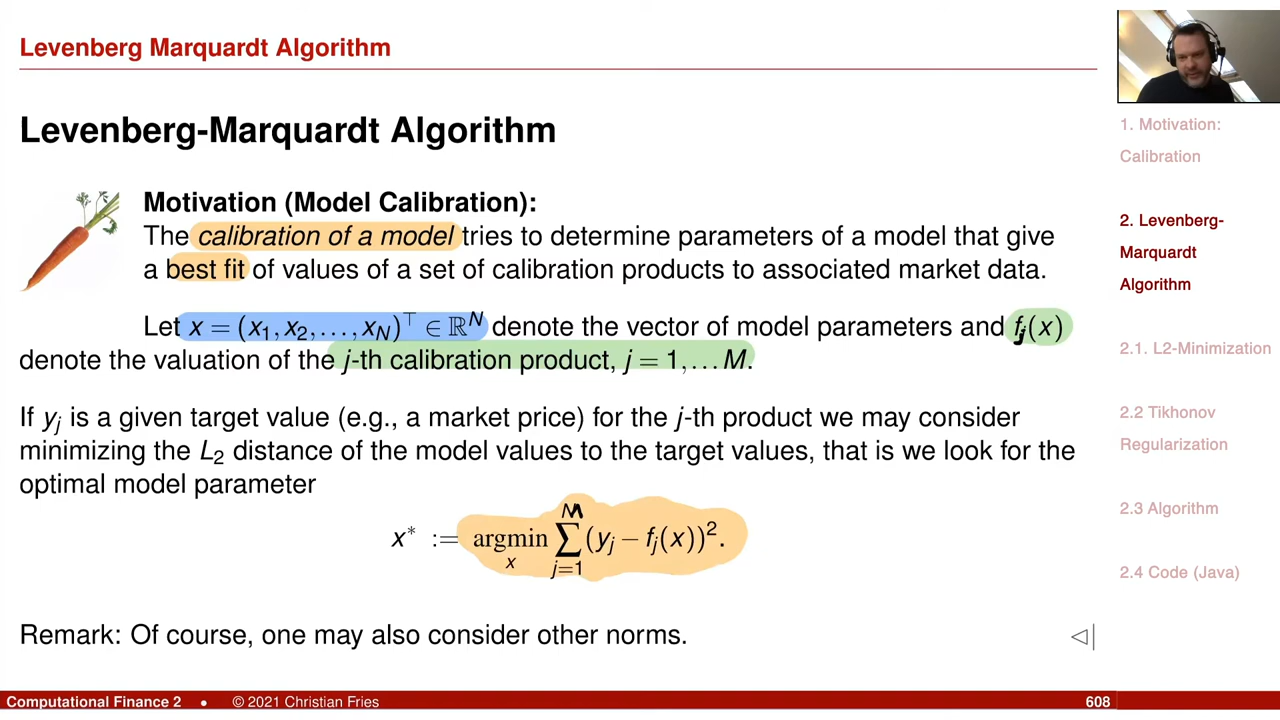 Levenberg Marquardt Algorithm
Levenberg-Marquardt Algorithm
Motivation (Model Calibration):
The calibration of a model tries to determine parameters of a model that give
a best fit of values of a set of calibration products to associated market data.
Let x = (x₁, x₂, …, x_N)^⊤ ∈ ℝ^N denote the vector of model parameters and f_j(x)
denote the valuation of the j-th calibration product, j = 1, … M.
If y_j is a given target value (e.g., a market price) for the j-th product we may consider
minimizing the L₂ distance of the model values to the target values, that is we look for the
optimal model parameter
x* := argmin_x ∑_{j=1}^{M} (y_j − f_j(x))².
Remark: Of course, one may also consider other norms.
1. Motivation:
Calibration
2. Levenberg-
Marquardt
Algorithm
2.1. L2-Minimization
2.2 Tikhonov
Regularization
2.3 Algorithm
2.4 Code (Java)
Computational Finance 2 • © 2021 Christian Fries 608